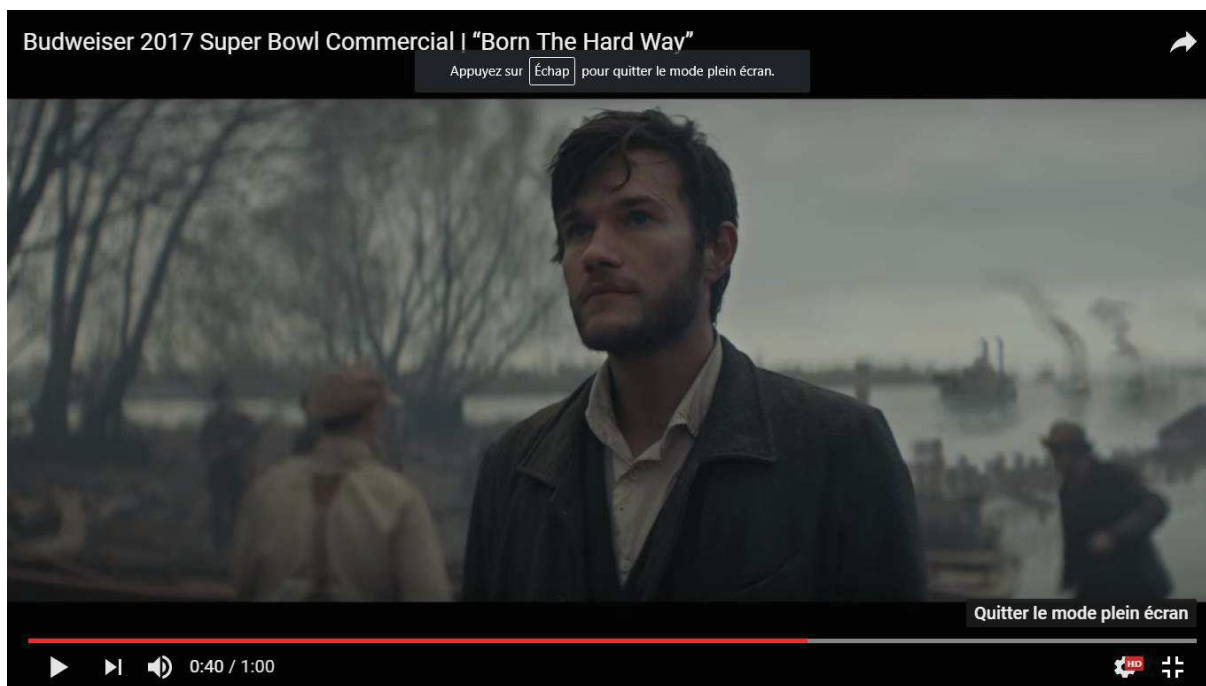 Budweiser 2017 Super Bowl Commercial | “Born The Hard Way”
Appuyez sur Échap pour quitter le mode plein écran.
Quitter le mode plein écran
0:40 / 1:00
HD